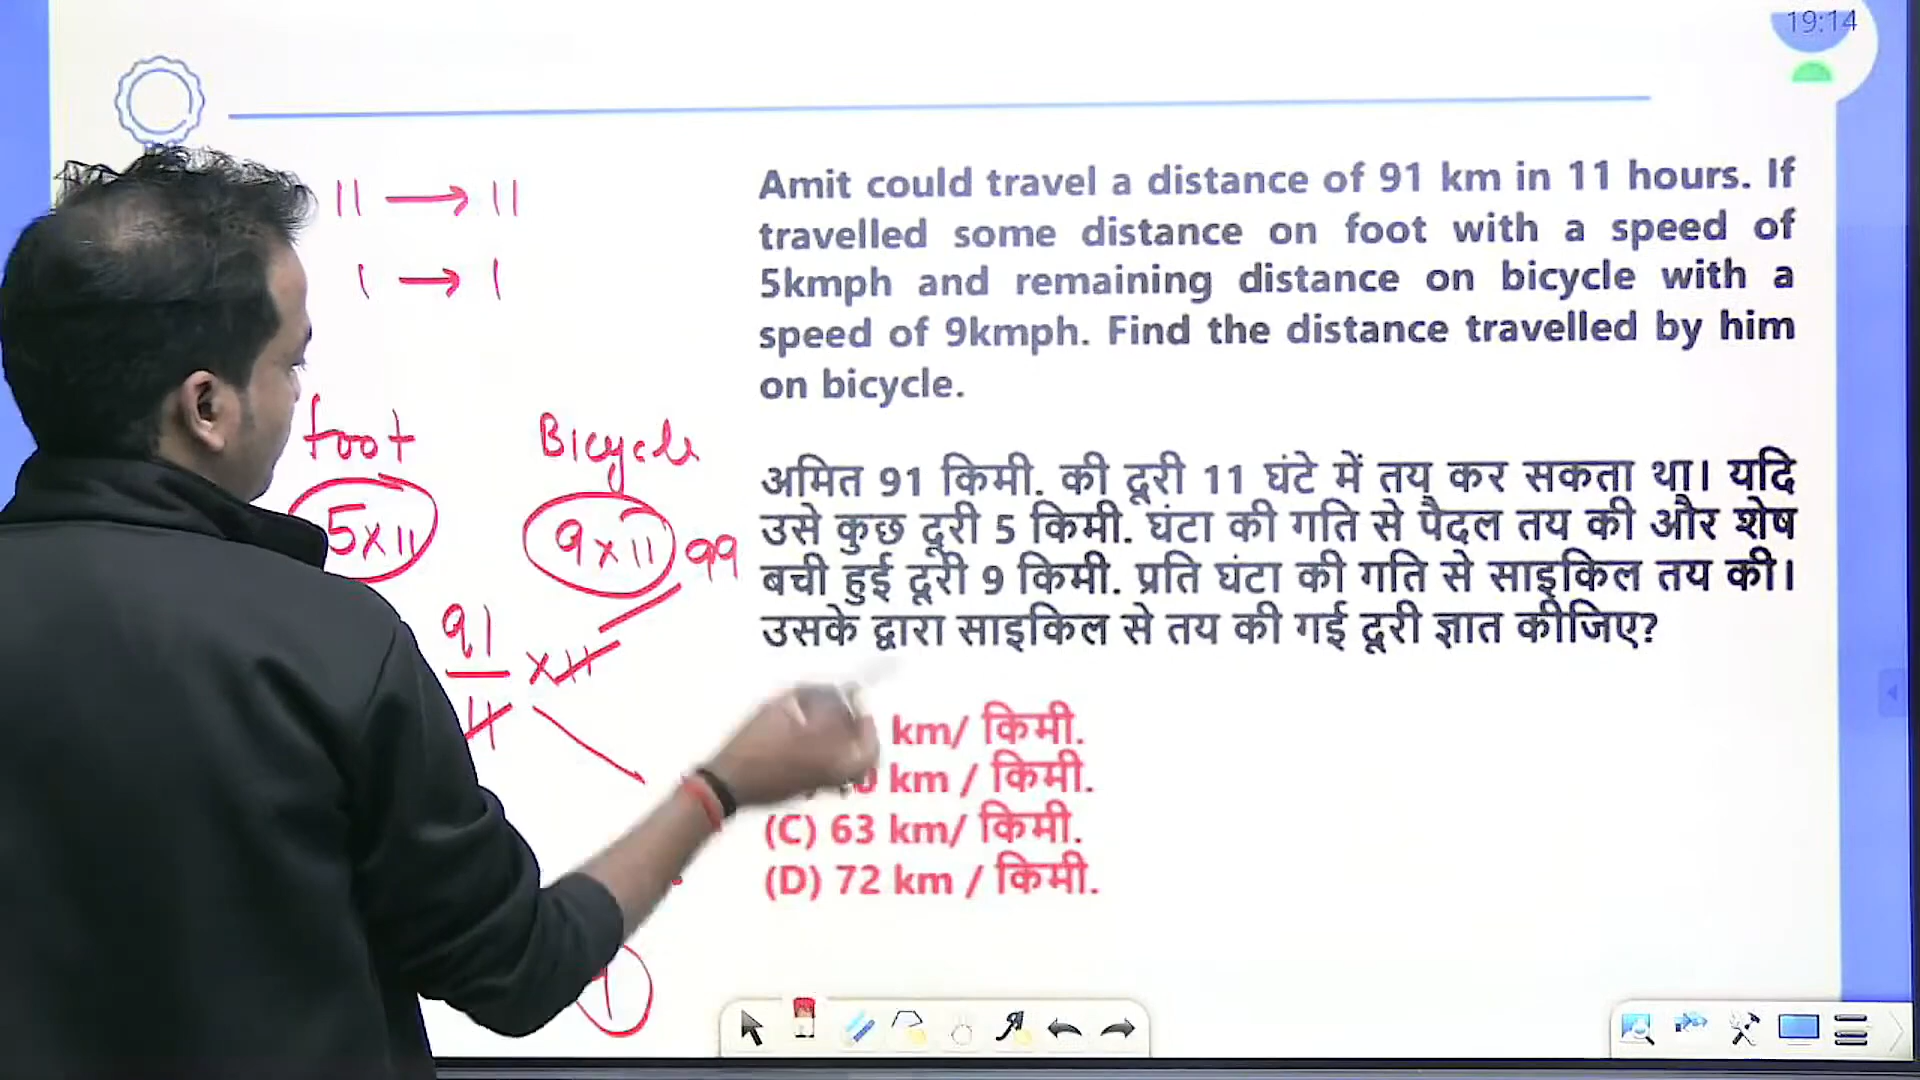 19:14
Amit could travel a distance of 91 km in 11 hours. If
travelled some distance on foot with a speed of
5kmph and remaining distance on bicycle with a
speed of 9kmph. Find the distance travelled by him
on bicycle.
अमित 91 किमी. की दूरी 11 घंटे में तय कर सकता था। यदि
उसे कुछ दूरी 5 किमी. घंटा की गति से पैदल तय की और शेष
बची हुई दूरी 9 किमी. प्रति घंटा की गति से साइकिल तय की।
उसके द्वारा साइकिल से तय की गई दूरी ज्ञात कीजिए?
km/ किमी.
km / किमी.
(C) 63 km/ किमी.
(D) 72 km / किमी.
11 → 11
1 → 1
foot Bicycle
5×11 9×11 99
91
×11
11